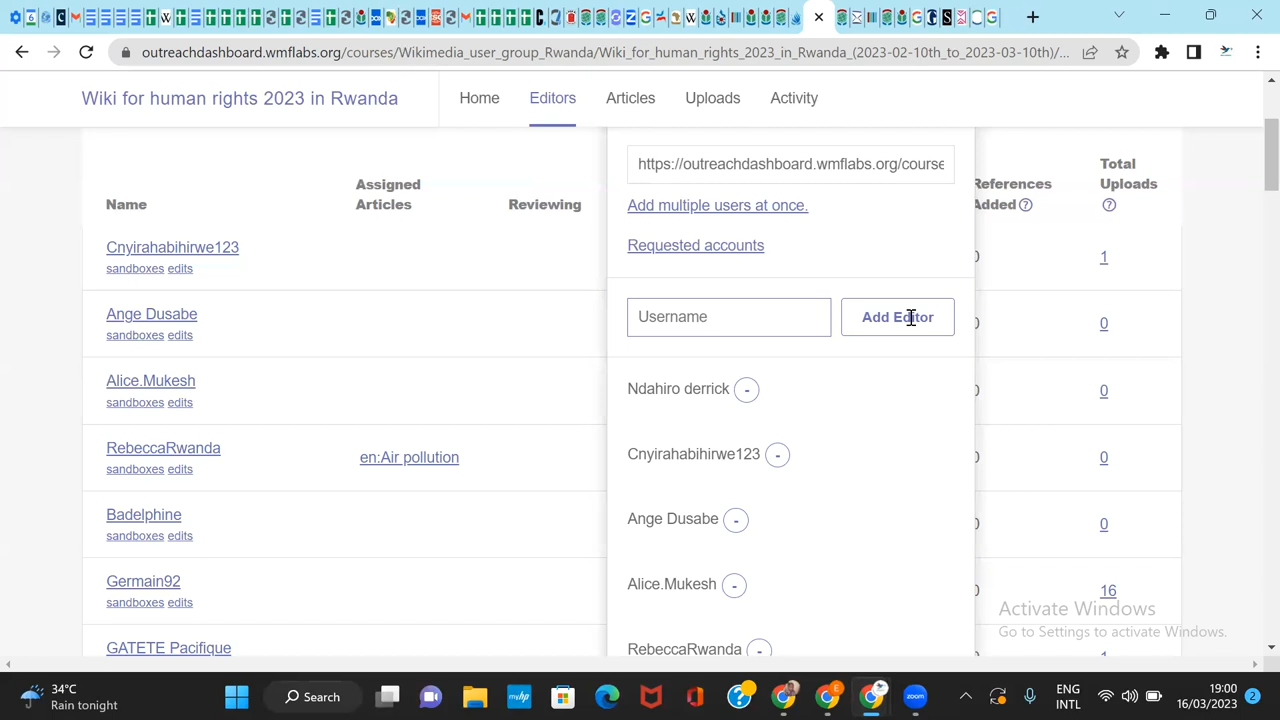 outreachdashboard.wmflabs.org/courses/Wikimedia_user_group_Rwanda/Wiki_for_human_rights_2023_in_Rwanda_(2023-02-10th_to_2023-03-10th)/...
Wiki for human rights 2023 in Rwanda
Home
Editors
Articles
Uploads
Activity
https://outreachdashboard.wmflabs.org/course
Add multiple users at once.
Requested accounts
Name
Assigned Articles
Reviewing
References Added ?
Total Uploads ?
Username
Add Editor
Cnyirahabihirwe123
sandboxes edits
1
Ange Dusabe
sandboxes edits
0
Alice.Mukesh
sandboxes edits
0
RebeccaRwanda
sandboxes edits
en:Air pollution
0
Badelphine
sandboxes edits
0
Germain92
sandboxes edits
16
GATETE Pacifique
Ndahiro derrick -
Cnyirahabihirwe123 -
Ange Dusabe -
Alice.Mukesh -
RebeccaRwanda -
Activate Windows
Go to Settings to activate Windows.
34°C
Rain tonight
Search
ENG
INTL
19:00
16/03/2023
2